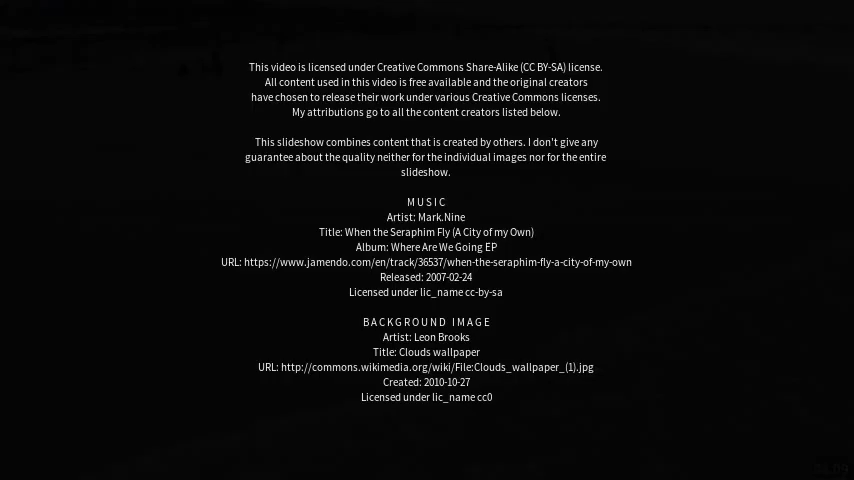 This video is licensed under Creative Commons Share-Alike (CC BY-SA) license.
All content used in this video is free available and the original creators
have chosen to release their work under various Creative Commons licenses.
My attributions go to all the content creators listed below.
This slideshow combines content that is created by others. I don't give any
guarantee about the quality neither for the individual images nor for the entire
slideshow.
MUSIC
Artist: Mark.Nine
Title: When the Seraphim Fly (A City of my Own)
Album: Where Are We Going EP
URL: https://www.jamendo.com/en/track/36537/when-the-seraphim-fly-a-city-of-my-own
Released: 2007-02-24
Licensed under lic_name cc-by-sa
BACKGROUND IMAGE
Artist: Leon Brooks
Title: Clouds wallpaper
URL: http://commons.wikimedia.org/wiki/File:Clouds_wallpaper_(1).jpg
Created: 2010-10-27
Licensed under lic_name cc0